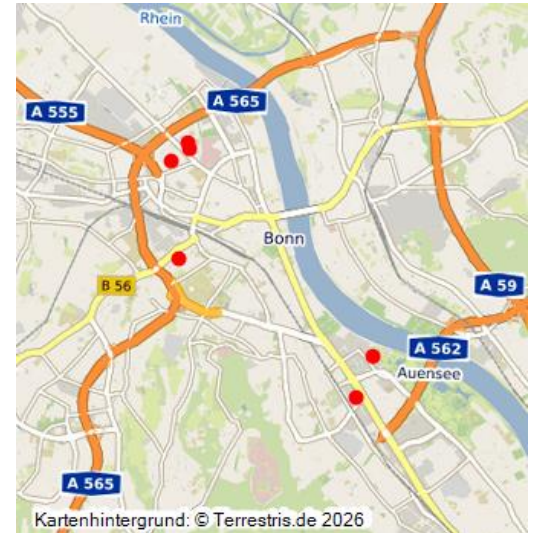 Rhein
A 565
A 555
Bonn
B 56
A 59
A 562
Auensee
A 565
Kartenhintergrund: © Terrestris.de 2026